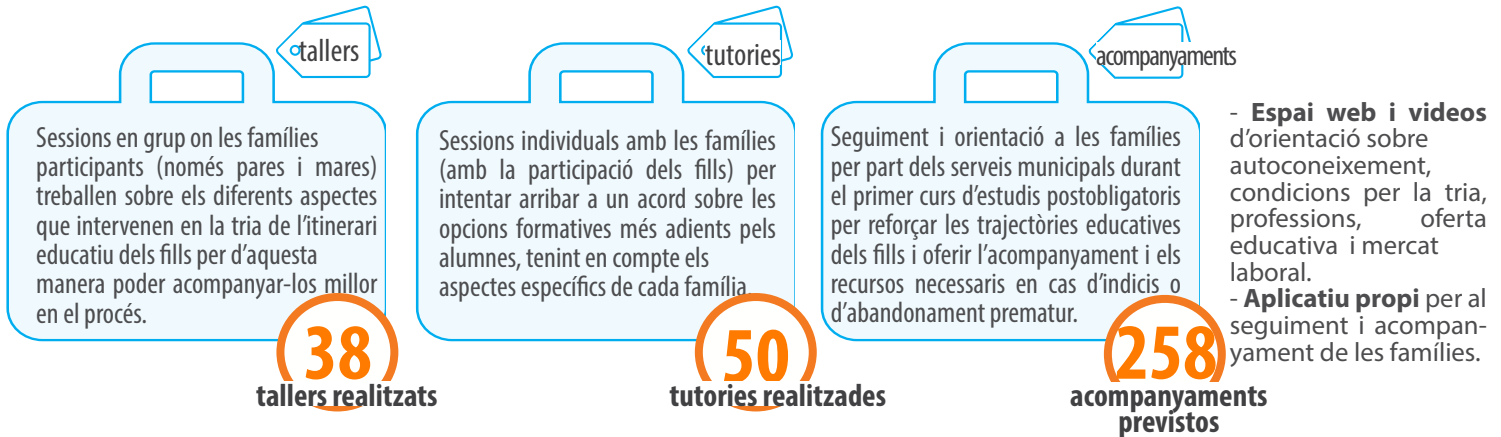 tallers
Sessions en grup on les famílies
participants (només pares i mares)
treballen sobre els diferents aspectes
que intervenen en la tria de l’itinerari
educatiu dels fills per d’aquesta
manera poder acompanyar-los millor
en el procés.
38
tallers realitzats
tutories
Sessions individuals amb les famílies
(amb la participació dels fills) per
intentar arribar a un acord sobre les
opcions formatives més adients pels
alumnes, tenint en compte els
aspectes específics de cada família.
50
tutories realitzades
acompanyaments
Seguiment i orientació a les famílies
per part dels serveis municipals durant
el primer curs d’estudis postobligatoris
per reforçar les trajectòries educatives
dels fills i oferir l’acompanyament i els
recursos necessaris en cas d’indicis o
d’abandonament prematur.
258
acompanyaments
previstos
- Espai web i videos
d’orientació sobre
autoconeixement,
condicions per la tria,
professions, oferta
educativa i mercat
laboral.
- Aplicatiu propi per al
seguiment i acompan-
yament de les famílies.